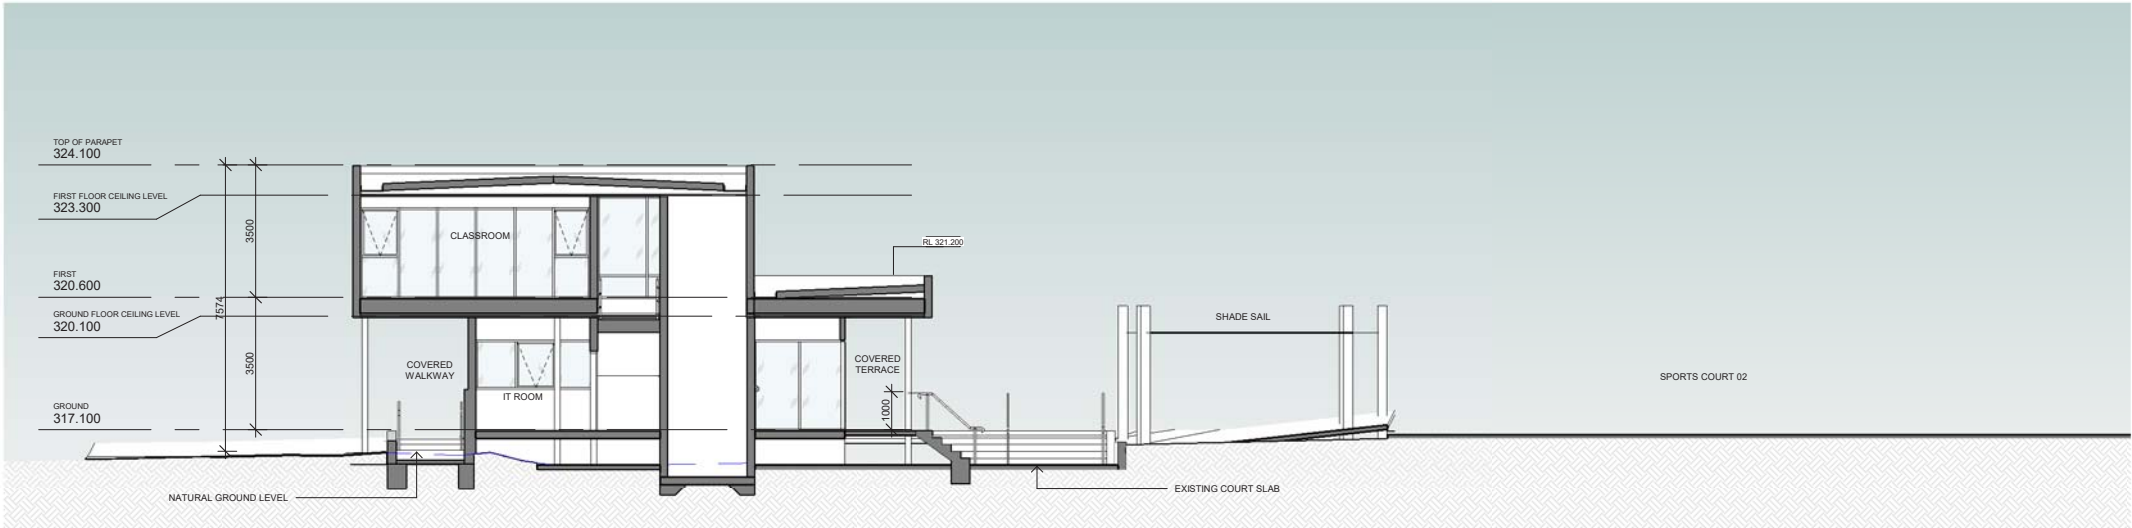 TOP OF PARAPET
324.100
FIRST FLOOR CEILING LEVEL
323.300
3500
CLASSROOM
RL 321.200
FIRST
320.600
7574
GROUND FLOOR CEILING LEVEL
320.100
SHADE SAIL
3500
COVERED
WALKWAY
COVERED
TERRACE
SPORTS COURT 02
IT ROOM
GROUND
317.100
1000
NATURAL GROUND LEVEL
EXISTING COURT SLAB